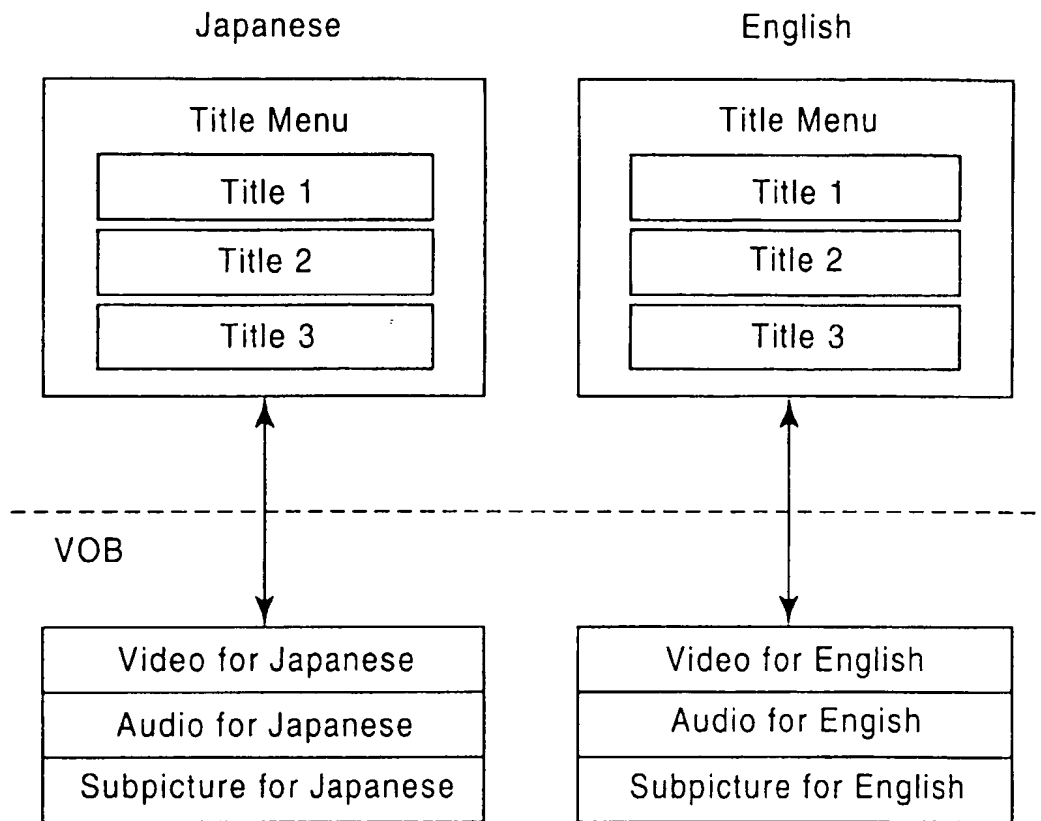 Japanese
Title Menu
Title 1
Title 2
Title 3
English
Title Menu
Title 1
Title 2
Title 3
VOB
Video for Japanese
Audio for Japanese
Subpicture for Japanese
Video for English
Audio for Engish
Subpicture for English